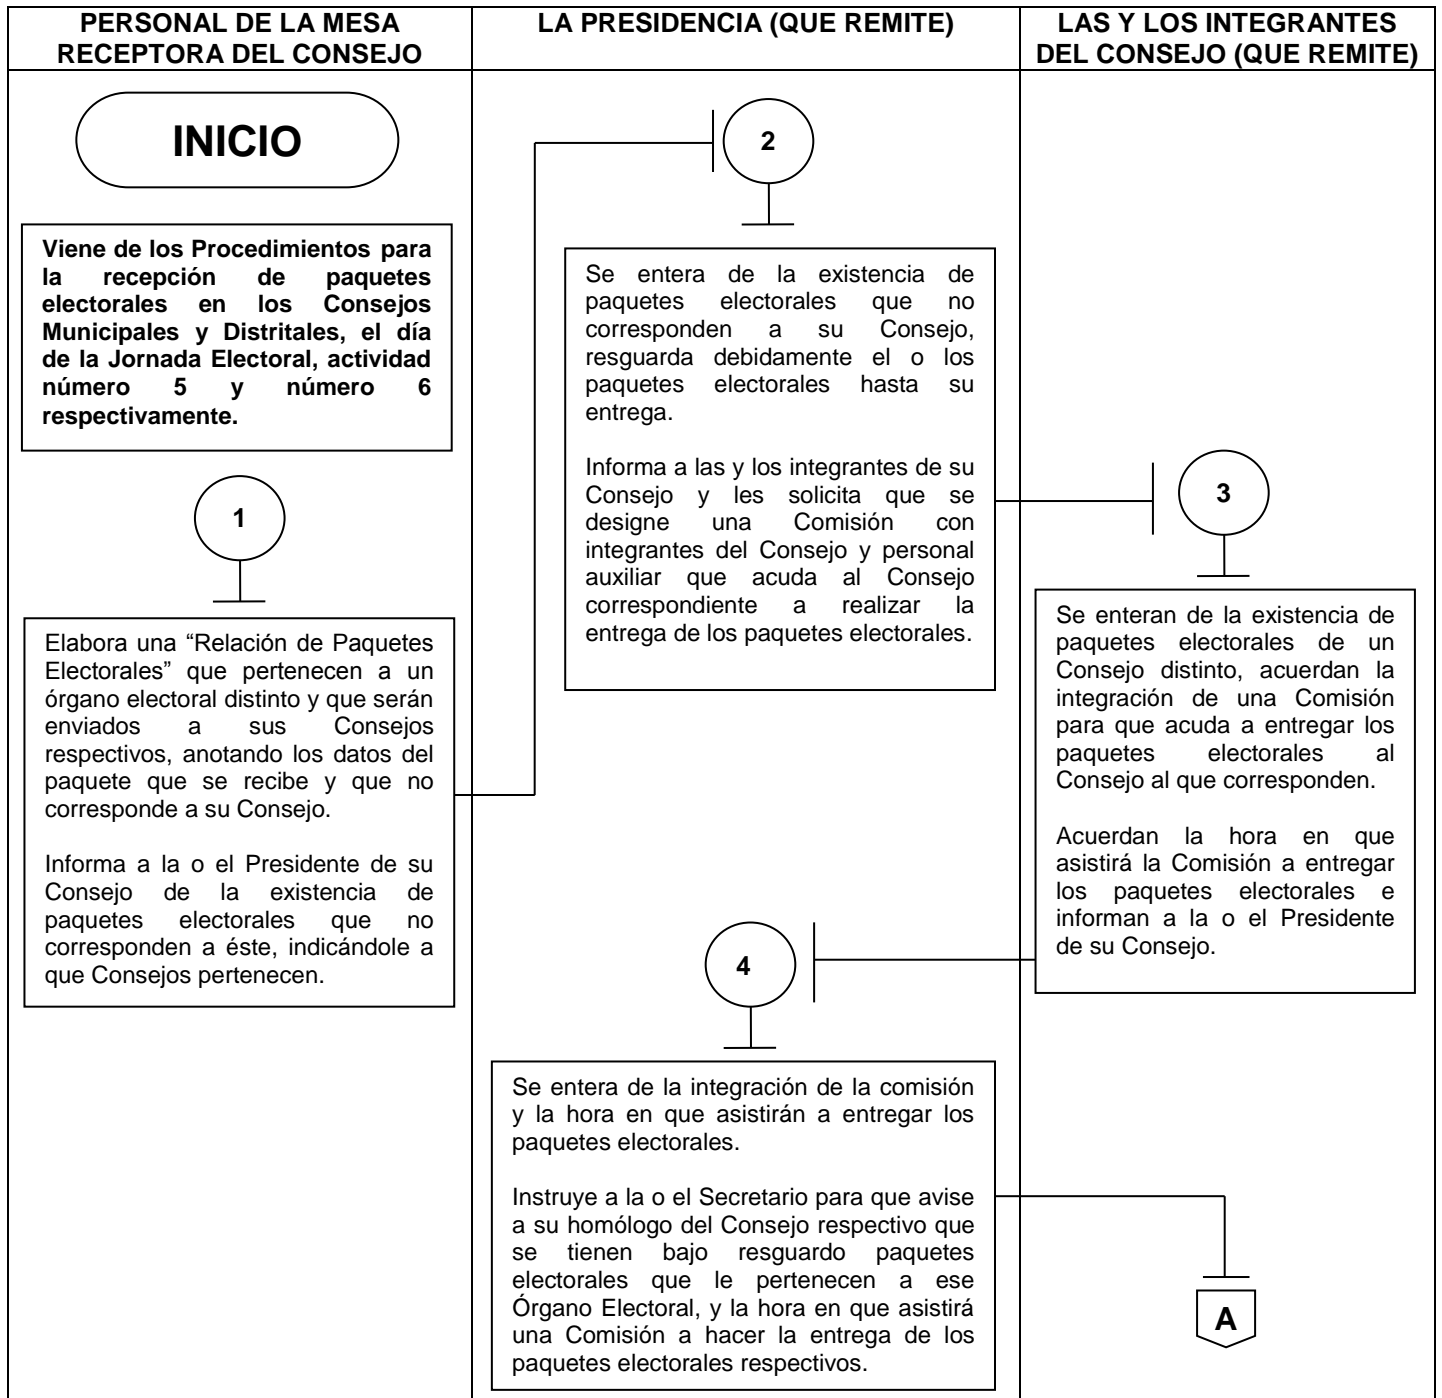 PERSONAL DE LA MESA
RECEPTORA DEL CONSEJO
LA PRESIDENCIA (QUE REMITE)
LAS Y LOS INTEGRANTES
DEL CONSEJO (QUE REMITE)
INICIO
Viene de los Procedimientos para
la recepción de paquetes
electorales en los Consejos
Municipales y Distritales, el día
de la Jornada Electoral, actividad
número 5 y número 6
respectivamente.
1
Elabora una “Relación de Paquetes
Electorales” que pertenecen a un
órgano electoral distinto y que serán
enviados a sus Consejos
respectivos, anotando los datos del
paquete que se recibe y que no
corresponde a su Consejo.
Informa a la o el Presidente de su
Consejo de la existencia de
paquetes electorales que no
corresponden a éste, indicándole a
que Consejos pertenecen.
2
Se entera de la existencia de
paquetes electorales que no
corresponden a su Consejo,
resguarda debidamente el o los
paquetes electorales hasta su
entrega.
Informa a las y los integrantes de su
Consejo y les solicita que se
designe una Comisión con
integrantes del Consejo y personal
auxiliar que acuda al Consejo
correspondiente a realizar la
entrega de los paquetes electorales.
3
Se enteran de la existencia de
paquetes electorales de un
Consejo distinto, acuerdan la
integración de una Comisión
para que acuda a entregar los
paquetes electorales al
Consejo al que corresponden.
Acuerdan la hora en que
asistirá la Comisión a entregar
los paquetes electorales e
informan a la o el Presidente
de su Consejo.
4
Se entera de la integración de la comisión
y la hora en que asistirán a entregar los
paquetes electorales.
Instruye a la o el Secretario para que avise
a su homólogo del Consejo respectivo que
se tienen bajo resguardo paquetes
electorales que le pertenecen a ese
Órgano Electoral, y la hora en que asistirá
una Comisión a hacer la entrega de los
paquetes electorales respectivos.
A